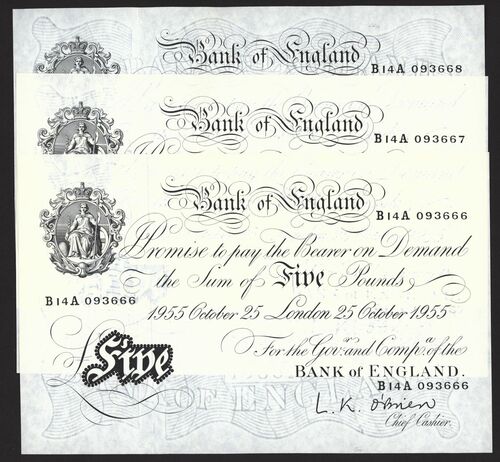 Bank of England
B14A 093668
Bank of England
B14A 093667
Bank of England
B14A 093666
Promise to pay the Bearer on Demand
the Sum of Five Pounds
B14A 093666
1955 October 25 London 25 October 1955
For the Govr. and Compa. of the
£Five
BANK of ENGLAND.
B14A 093666
OF ENGL
L. K. O'Brien
Chief Cashier.